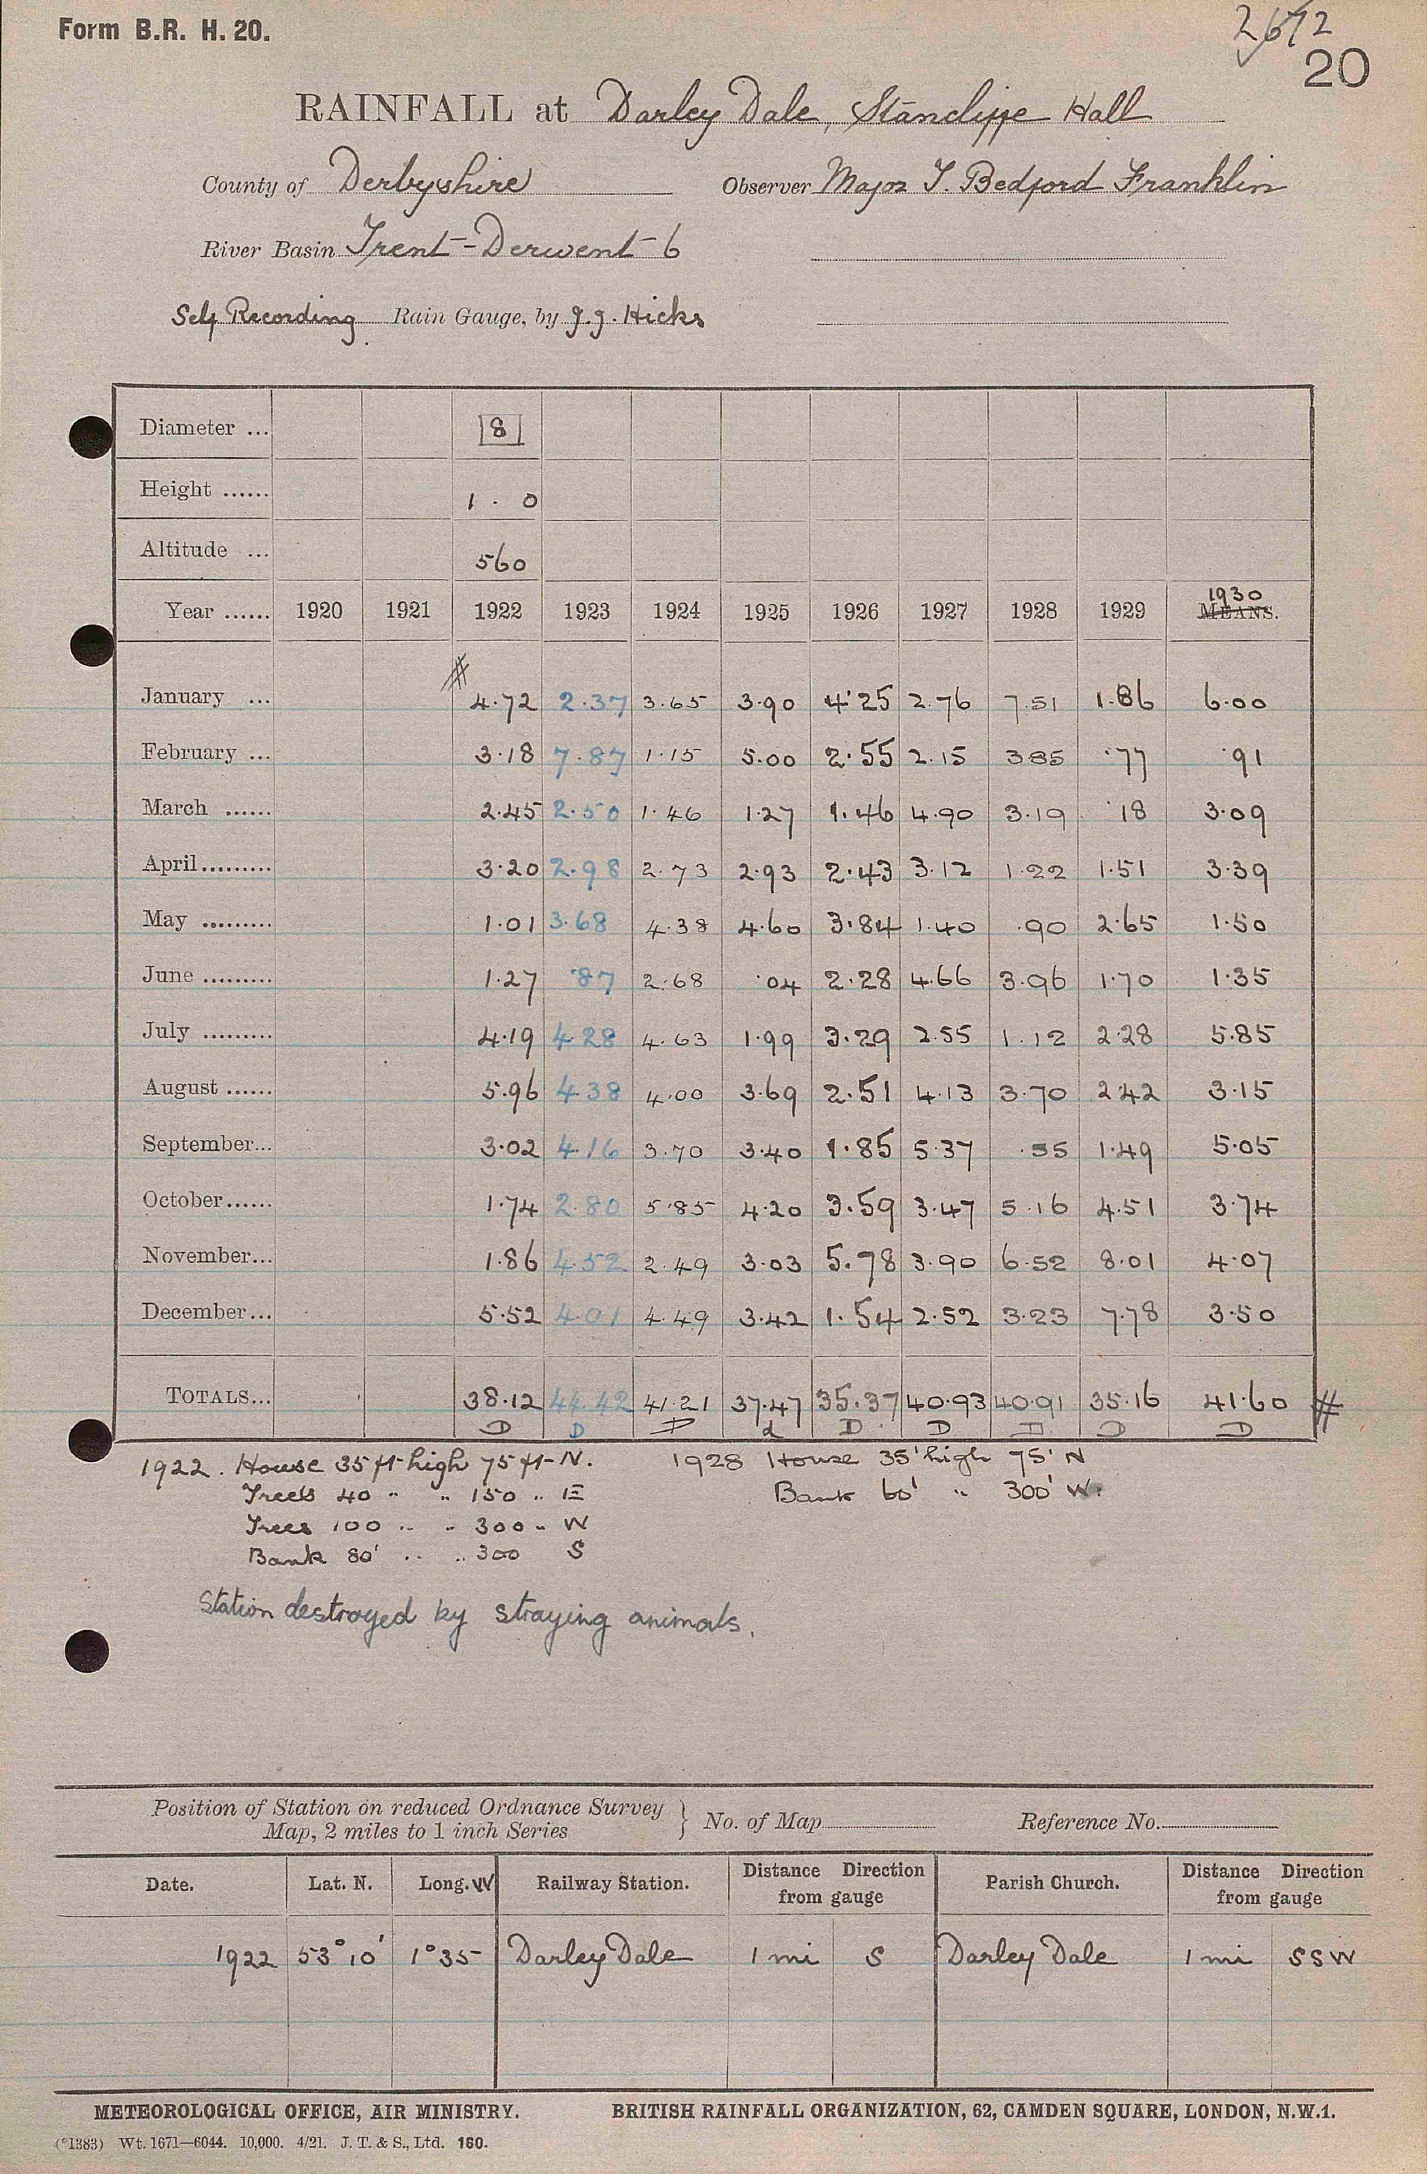 Form B.R. H. 20.
2672
20
RAINFALL at Darley Dale, Stancliffe Hall
County of Derbyshire Observer Major T. Bedford Franklin
River Basin Trent-Derwent 6
Self Recording Rain Gauge, by J.J. Hicks
Diameter ... 8
Height ...... 1 . 0
Altitude ... 560
Year ...... 1920 1921 1922 1923 1924 1925 1926 1927 1928 1929 1930 MEANS.
#
January ... 4.72 2.37 3.65 3.90 4.25 2.76 7.51 1.86 6.00
February ... 3.18 7.87 1.15 5.00 2.55 2.15 3.85 .77 .91
March ...... 2.45 2.50 1.46 1.27 1.46 4.90 3.19 .18 3.09
April......... 3.20 2.98 2.73 2.93 2.43 3.12 1.22 1.51 3.39
May ......... 1.01 3.68 4.38 4.60 3.84 1.40 .90 2.65 1.50
June ......... 1.27 .87 2.68 .04 2.28 4.66 3.96 1.70 1.35
July ......... 4.19 4.28 4.63 1.99 3.29 2.55 1.12 2.28 5.85
August ...... 5.96 4.38 4.00 3.69 2.51 4.13 3.70 2.42 3.15
September... 3.02 4.16 3.70 3.40 1.85 5.37 .55 1.49 5.05
October...... 1.74 2.80 5.85 4.20 3.59 3.47 5.16 4.51 3.74
November... 1.86 4.52 2.49 3.03 5.78 3.90 6.52 8.01 4.07
December... 5.52 4.01 4.49 3.42 1.54 2.52 3.23 7.78 3.50
TOTALS... 38.12 44.42 41.21 37.47 35.37 40.93 40.91 35.16 41.60 #
D D D d D D D D D
1922. House 35 ft high 75 ft N. 1928 House 35' high 75' N
Trees 40 " " 150 " E Bank 60' " 300' W.
Trees 100 " " 300 " W
Bank 80' " " 300 S
Station destroyed by straying animals.
Position of Station on reduced Ordnance Survey
Map, 2 miles to 1 inch Series } No. of Map Reference No.
Date. Lat. N. Long. W Railway Station. Distance Direction from gauge Parish Church. Distance Direction from gauge
1922 53°10' 1°35 Darley Dale 1 mi S Darley Dale 1 mi SSW
METEOROLOGICAL OFFICE, AIR MINISTRY. BRITISH RAINFALL ORGANIZATION, 62, CAMDEN SQUARE, LONDON, N.W.1.
(*1383) Wt. 1671—6044. 10,000. 4/21. J. T. & S., Ltd. 160.